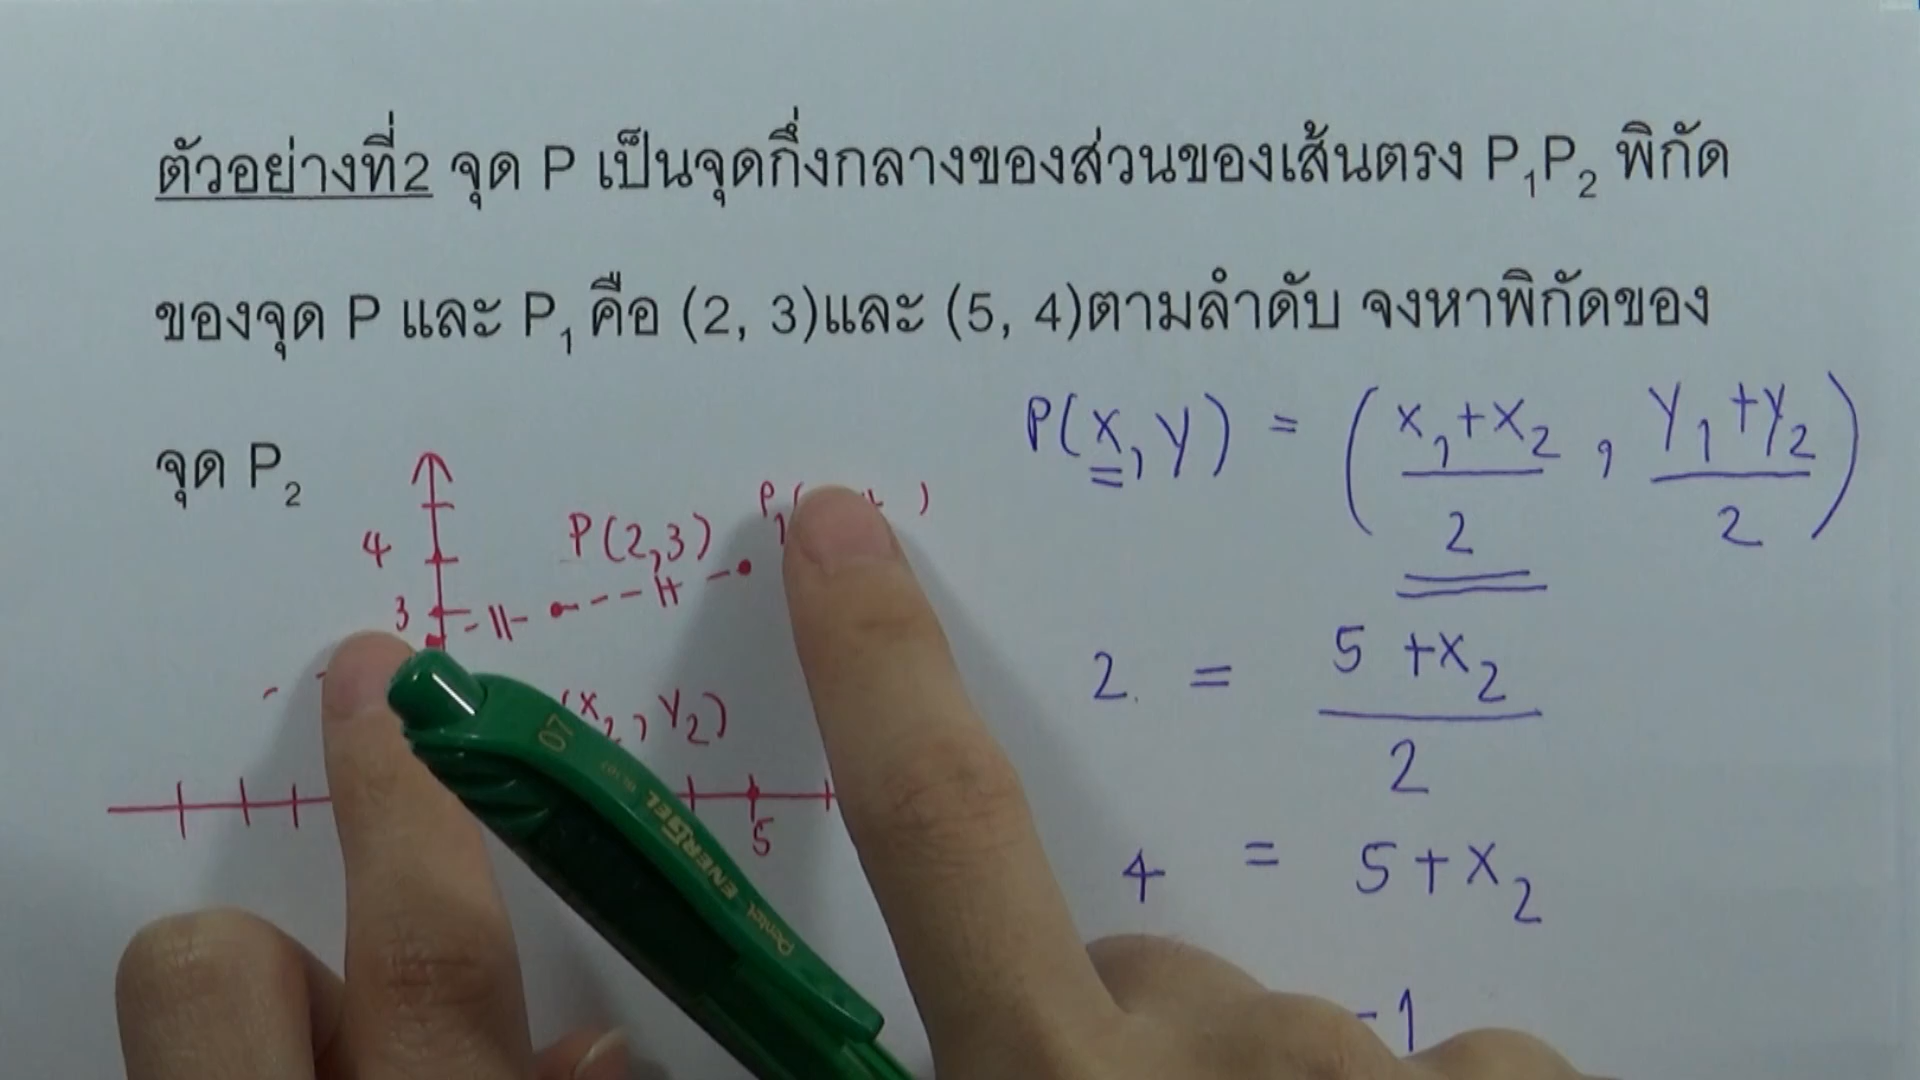 ตัวอย่างที่2 จุด P เป็นจุดกึ่งกลางของส่วนของเส้นตรง P₁P₂ พิกัด
ของจุด P และ P₁ คือ (2, 3)และ (5, 4)ตามลำดับ จงหาพิกัดของ
จุด P₂
P(x,y) = (x₁+x₂/2, y₁+y₂/2)
4
P(2,3)
P₁( )
3
(x₂, y₂)
5
2 = 5+x₂/2
4 = 5+x₂
-1
07
Pentel ENERGEL